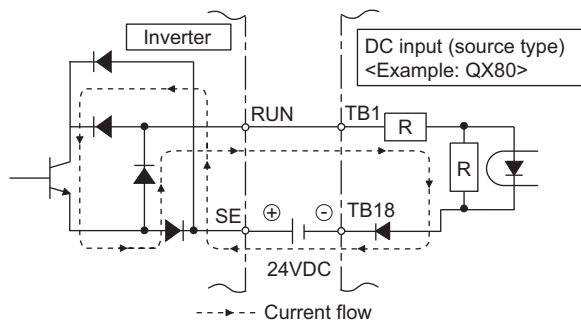 Inverter
DC input (source type)
<Example: QX80>
RUN
TB1
R
R
SE
⊕
⊖
TB18
24VDC
Current flow